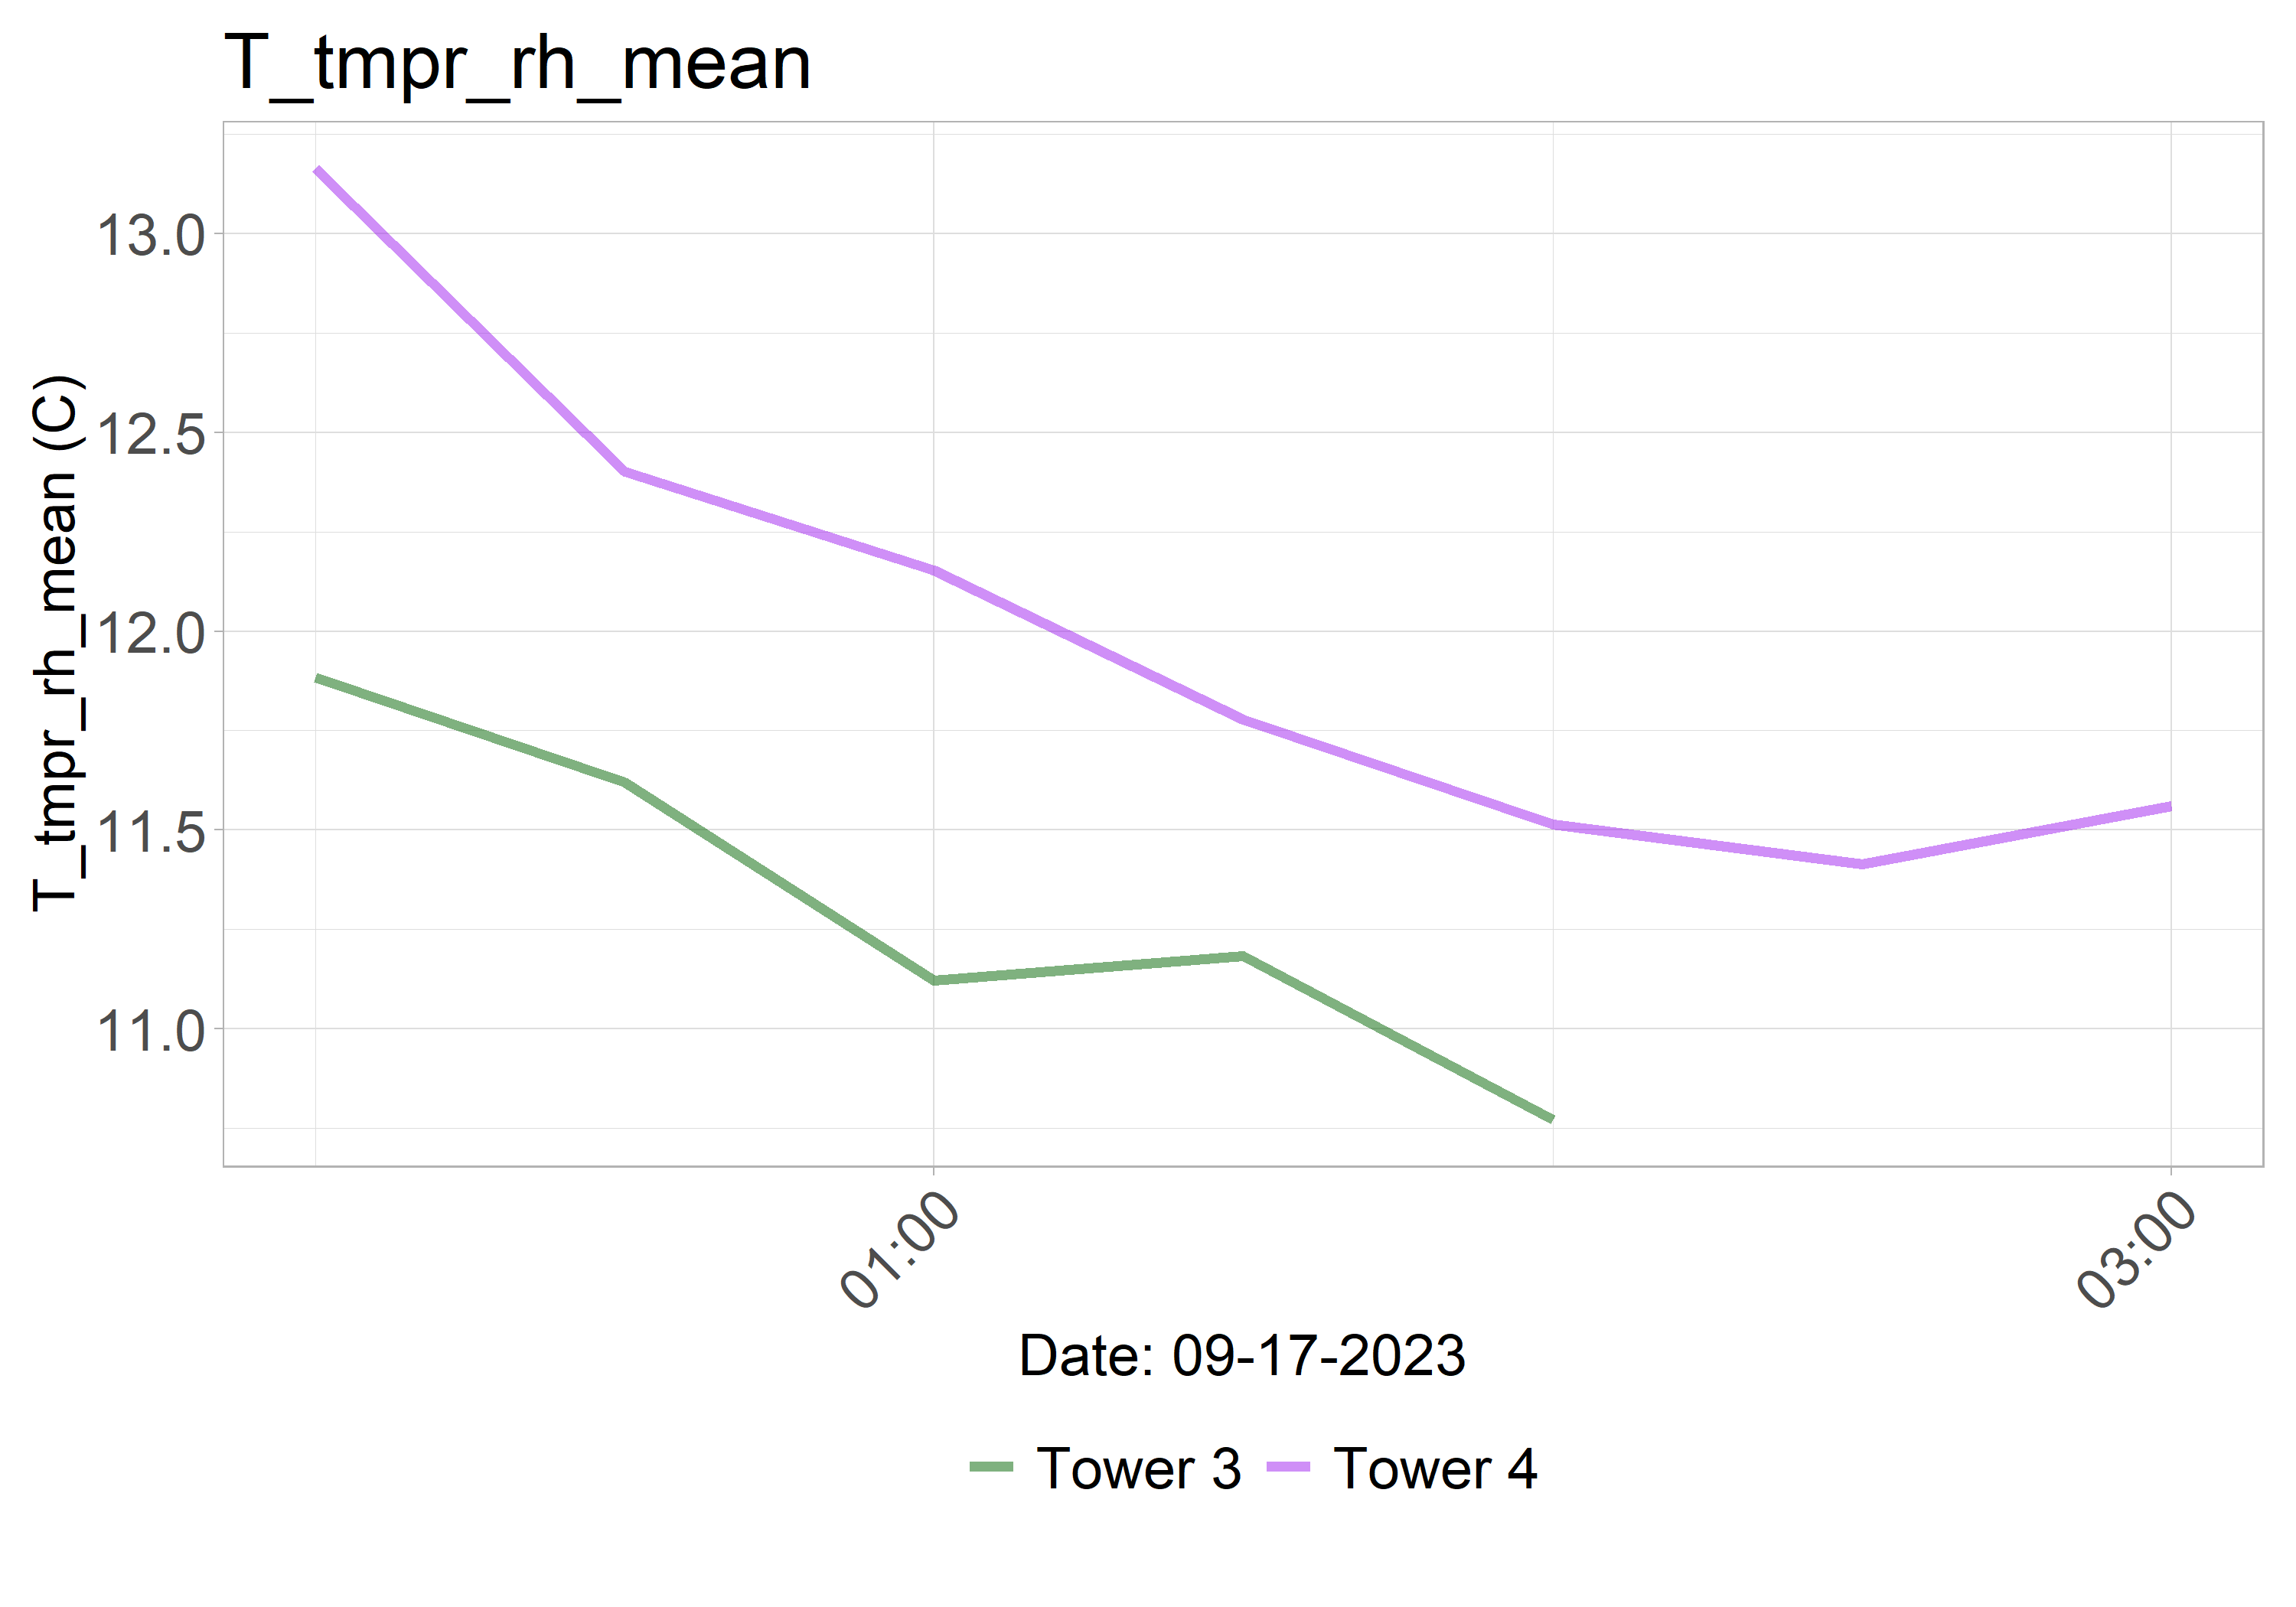 T_tmpr_rh_mean
T_tmpr_rh_mean (C)
13.0
12.5
12.0
11.5
11.0
01:00
03:00
Date: 09-17-2023
Tower 3
Tower 4